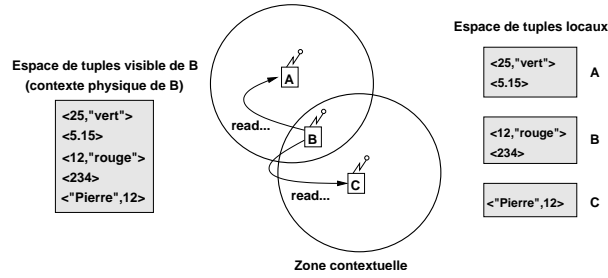 Espace de tuples visible de B
(contexte physique de B)
<25,"vert">
<5.15>
<12,"rouge">
<234>
<"Pierre",12>
A
read...
B
C
read...
Zone contextuelle
Espace de tuples locaux
<25,"vert">
<5.15>
A
<12,"rouge">
<234>
B
<"Pierre",12>
C